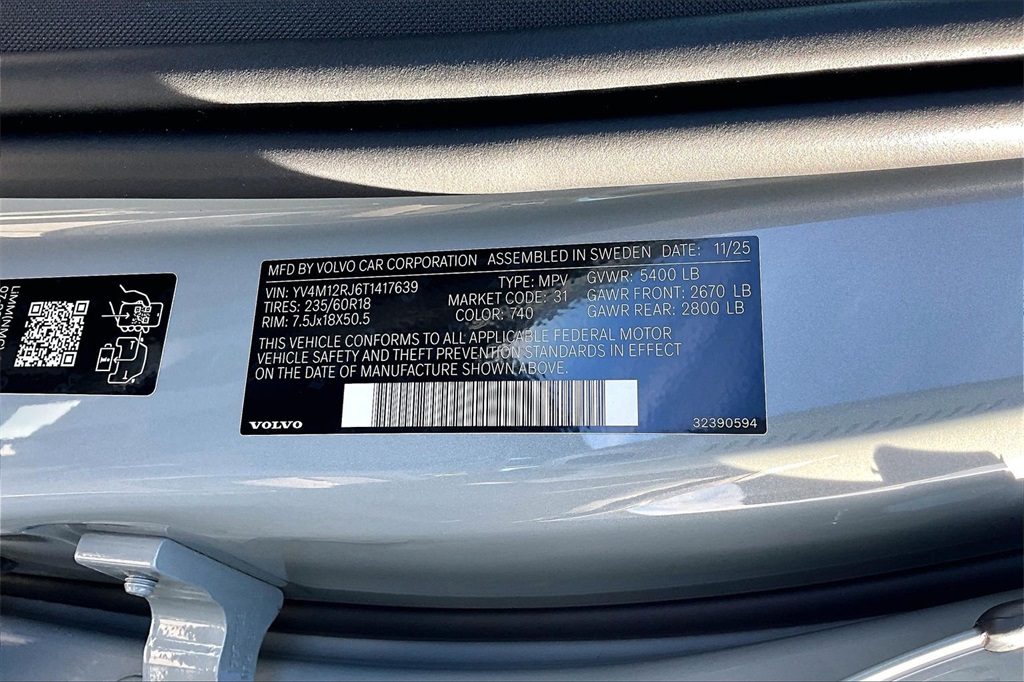 MFD BY VOLVO CAR CORPORATION ASSEMBLED IN SWEDEN DATE: 11/25
VIN: YV4M12RJ6T1417639 TYPE: MPV GVWR: 5400 LB
TIRES: 235/60R18 MARKET CODE: 31 GAWR FRONT: 2670 LB
RIM: 7.5Jx18X50.5 COLOR: 740 GAWR REAR: 2800 LB
THIS VEHICLE CONFORMS TO ALL APPLICABLE FEDERAL MOTOR
VEHICLE SAFETY AND THEFT PREVENTION STANDARDS IN EFFECT
ON THE DATE OF MANUFACTURE SHOWN ABOVE.
VOLVO 32390594